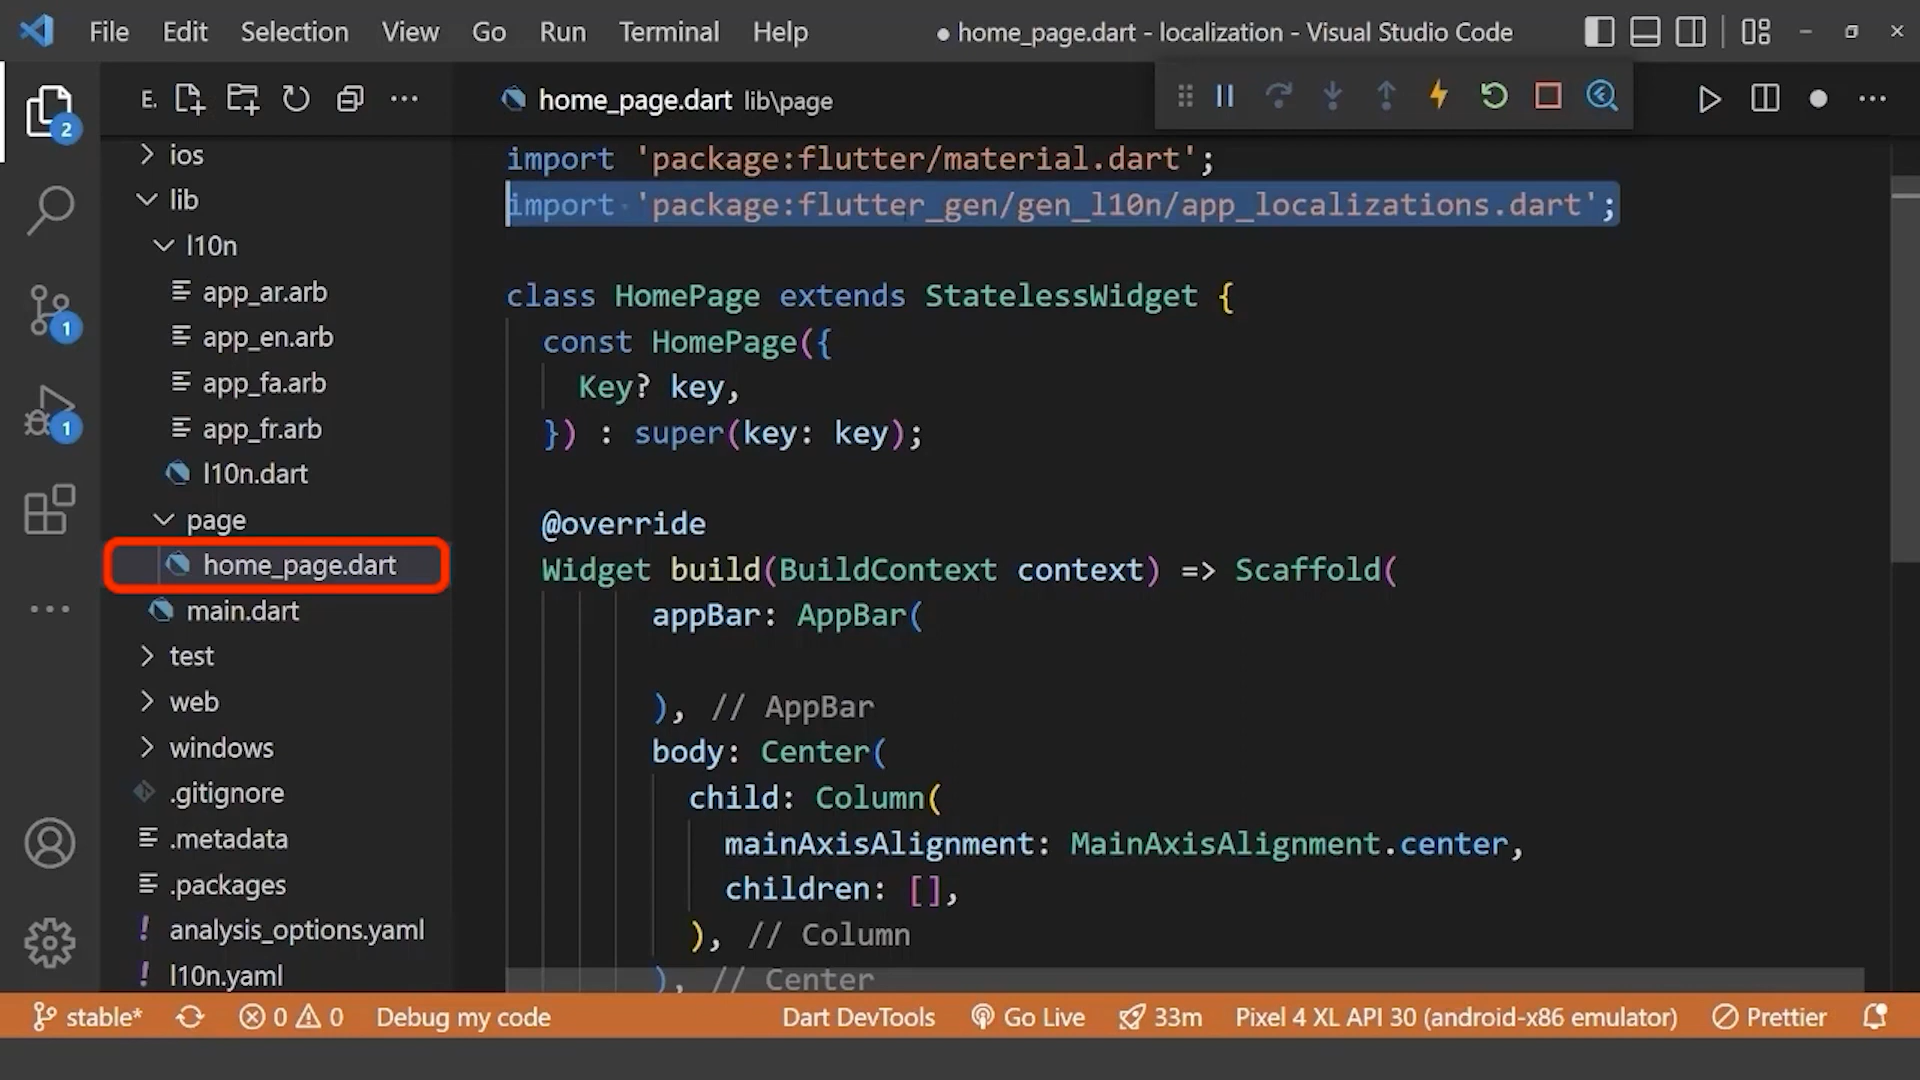 File Edit Selection View Go Run Terminal Help
● home_page.dart - localization - Visual Studio Code
E.
home_page.dart lib\page
2
1
1
ios
lib
l10n
app_ar.arb
app_en.arb
app_fa.arb
app_fr.arb
l10n.dart
page
home_page.dart
main.dart
test
web
windows
.gitignore
.metadata
.packages
! analysis_options.yaml
! l10n.yaml
import 'package:flutter/material.dart';
import 'package:flutter_gen/gen_l10n/app_localizations.dart';
class HomePage extends StatelessWidget {
const HomePage({
Key? key,
}) : super(key: key);
@override
Widget build(BuildContext context) => Scaffold(
appBar: AppBar(
), // AppBar
body: Center(
child: Column(
mainAxisAlignment: MainAxisAlignment.center,
children: [],
), // Column
), // Center
stable* 0 0 Debug my code Dart DevTools Go Live 33m Pixel 4 XL API 30 (android-x86 emulator) Prettier